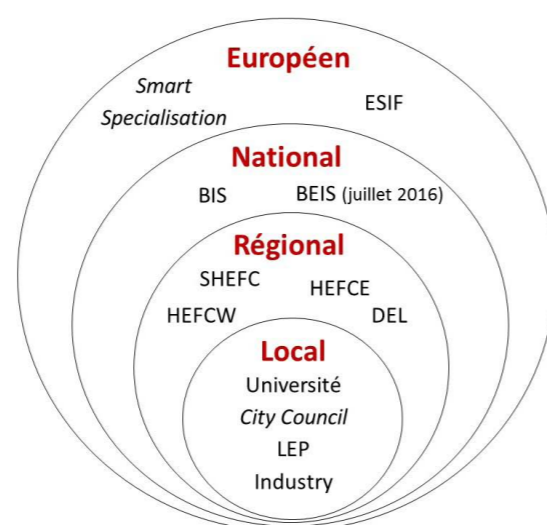 Européen
Smart
Specialisation
ESIF
National
BIS
BEIS (juillet 2016)
Régional
SHEFC
HEFCE
HEFCW
DEL
Local
Université
City Council
LEP
Industry